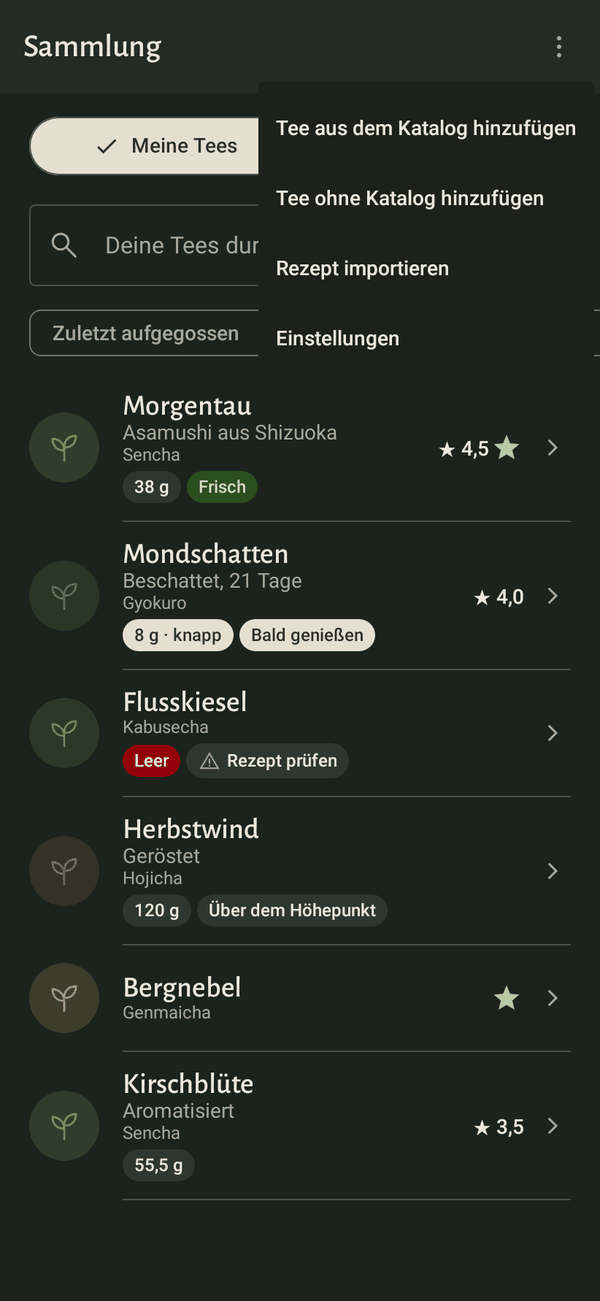 Sammlung
Tee aus dem Katalog hinzufügen
Tee ohne Katalog hinzufügen
Rezept importieren
Einstellungen
Meine Tees
Deine Tees
Zuletzt aufgegossen
Morgentau
Asamushi aus Shizuoka
Sencha
★ 4,5
38 g
Frisch
Mondschatten
Beschattet, 21 Tage
Gyokuro
★ 4,0
8 g · knapp
Bald genießen
Flusskiesel
Kabusecha
Leer
Rezept prüfen
Herbstwind
Geröstet
Hojicha
120 g
Über dem Höhepunkt
Bergnebel
Genmaicha
Kirschblüte
Aromatisiert
Sencha
★ 3,5
55,5 g